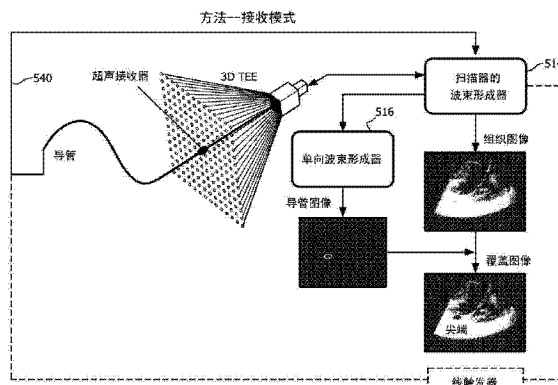 方法--接收模式
540
3D TEE
超声接收器
导管
516
单向波束形成器
扫描器的
波束形成器
组织图像
导管图像
覆盖图像
尖端